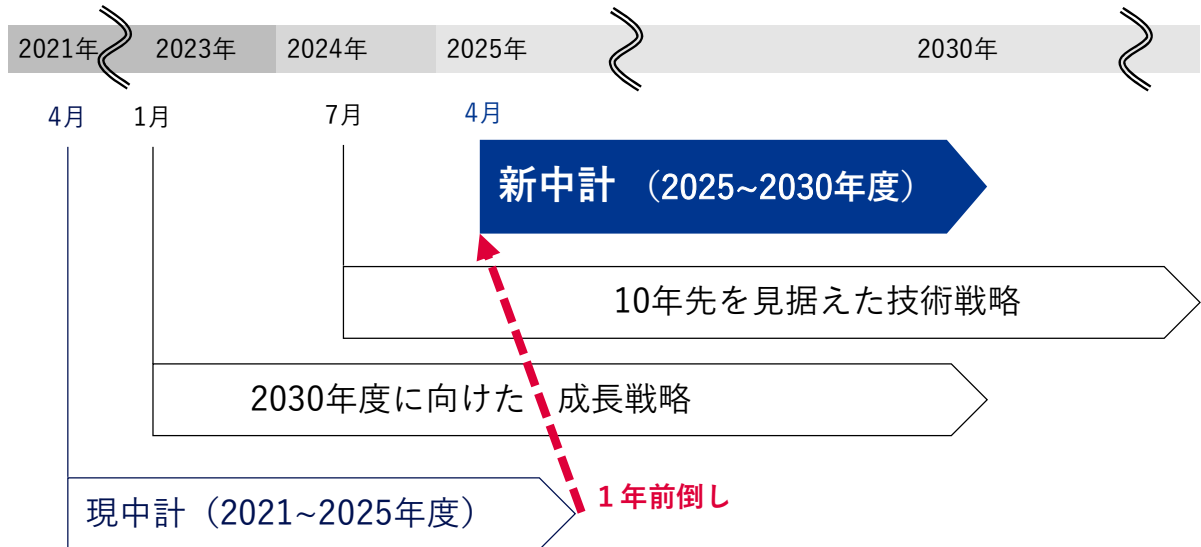 2021年 2023年 2024年 2025年 2030年
4月 1月 7月 4月
新中計 （2025~2030年度）
10年先を見据えた技術戦略
2030年度に向けた 成長戦略
１年前倒し
現中計（2021~2025年度）